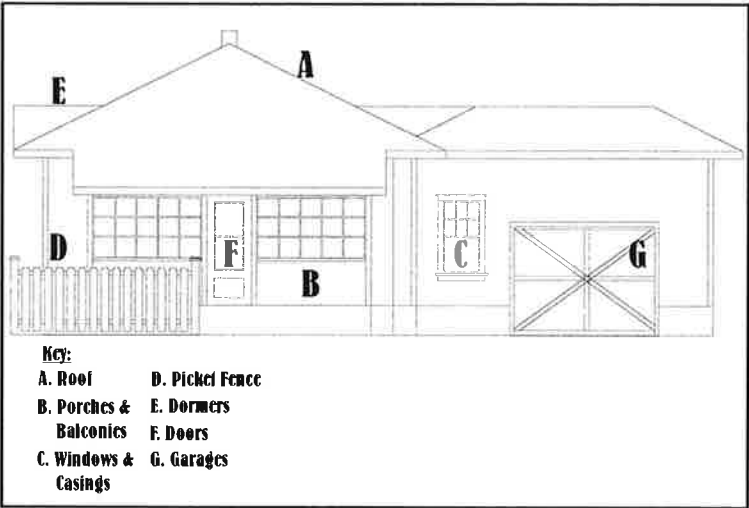 A
E
D
F
C
G
B
Key:
A. Roof
B. Porches &
Balconies
C. Windows &
Casings
D. Picket Fence
E. Dormers
F. Doors
G. Garages